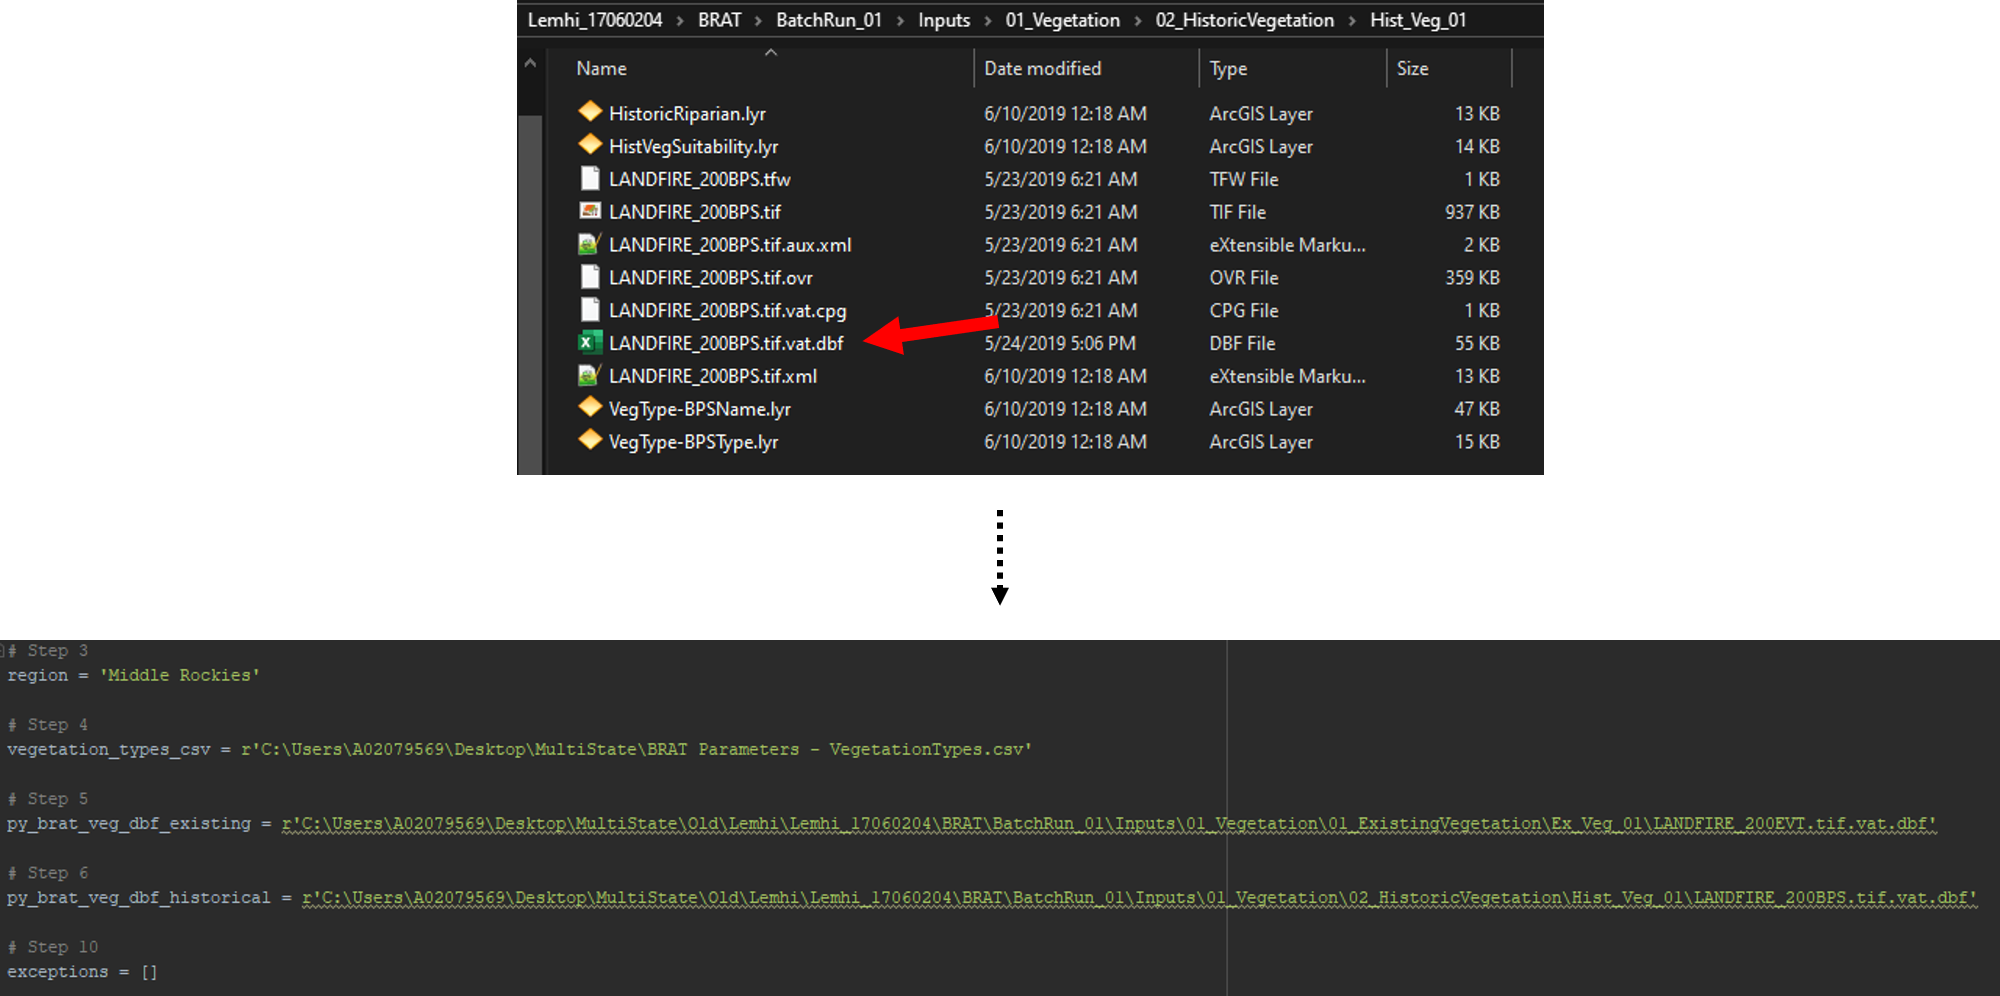 Lemhi_17060204 > BRAT > BatchRun_01 > Inputs > 01_Vegetation > 02_HistoricVegetation > Hist_Veg_01
Name Date modified Type Size
HistoricRiparian.lyr 6/10/2019 12:18 AM ArcGIS Layer 13 KB
HistVegSuitability.lyr 6/10/2019 12:18 AM ArcGIS Layer 14 KB
LANDFIRE_200BPS.tfw 5/23/2019 6:21 AM TFW File 1 KB
LANDFIRE_200BPS.tif 5/23/2019 6:21 AM TIF File 937 KB
LANDFIRE_200BPS.tif.aux.xml 5/23/2019 6:21 AM eXtensible Marku... 2 KB
LANDFIRE_200BPS.tif.ovr 5/23/2019 6:21 AM OVR File 359 KB
LANDFIRE_200BPS.tif.vat.cpg 5/23/2019 6:21 AM CPG File 1 KB
LANDFIRE_200BPS.tif.vat.dbf 5/24/2019 5:06 PM DBF File 55 KB
LANDFIRE_200BPS.tif.xml 6/10/2019 12:18 AM eXtensible Marku... 13 KB
VegType-BPSName.lyr 6/10/2019 12:18 AM ArcGIS Layer 47 KB
VegType-BPSType.lyr 6/10/2019 12:18 AM ArcGIS Layer 15 KB
# Step 3
region = 'Middle Rockies'
# Step 4
vegetation_types_csv = r'C:\Users\A02079569\Desktop\MultiState\BRAT Parameters - VegetationTypes.csv'
# Step 5
py_brat_veg_dbf_existing = r'C:\Users\A02079569\Desktop\MultiState\Old\Lemhi\Lemhi_17060204\BRAT\BatchRun_01\Inputs\01_Vegetation\01_ExistingVegetation\Ex_Veg_01\LANDFIRE_200EVT.tif.vat.dbf'
# Step 6
py_brat_veg_dbf_historical = r'C:\Users\A02079569\Desktop\MultiState\Old\Lemhi\Lemhi_17060204\BRAT\BatchRun_01\Inputs\01_Vegetation\02_HistoricVegetation\Hist_Veg_01\LANDFIRE_200BPS.tif.vat.dbf'
# Step 10
exceptions = []